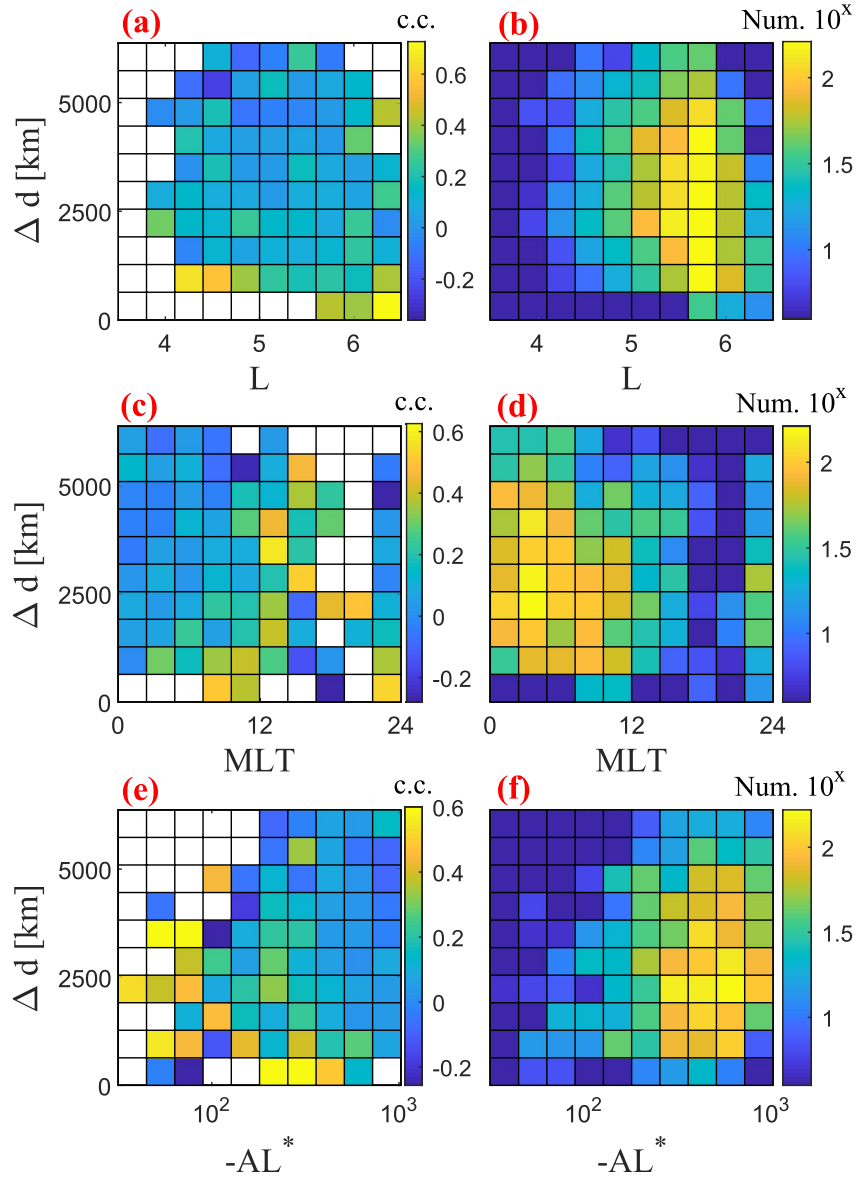 (a) c.c. (b) Num. 10^x
Δ d [km]
5000
2500
0
4 5 6
L
0.6
0.4
0.2
0
-0.2
4 5 6
L
2
1.5
1
(c) c.c. (d) Num. 10^x
Δ d [km]
5000
2500
0
0 12 24
MLT
0.6
0.4
0.2
0
-0.2
0 12 24
MLT
2
1.5
1
(e) c.c. (f) Num. 10^x
Δ d [km]
5000
2500
0
10^2 10^3
-AL^*
0.6
0.4
0.2
0
-0.2
10^2 10^3
-AL^*
2
1.5
1